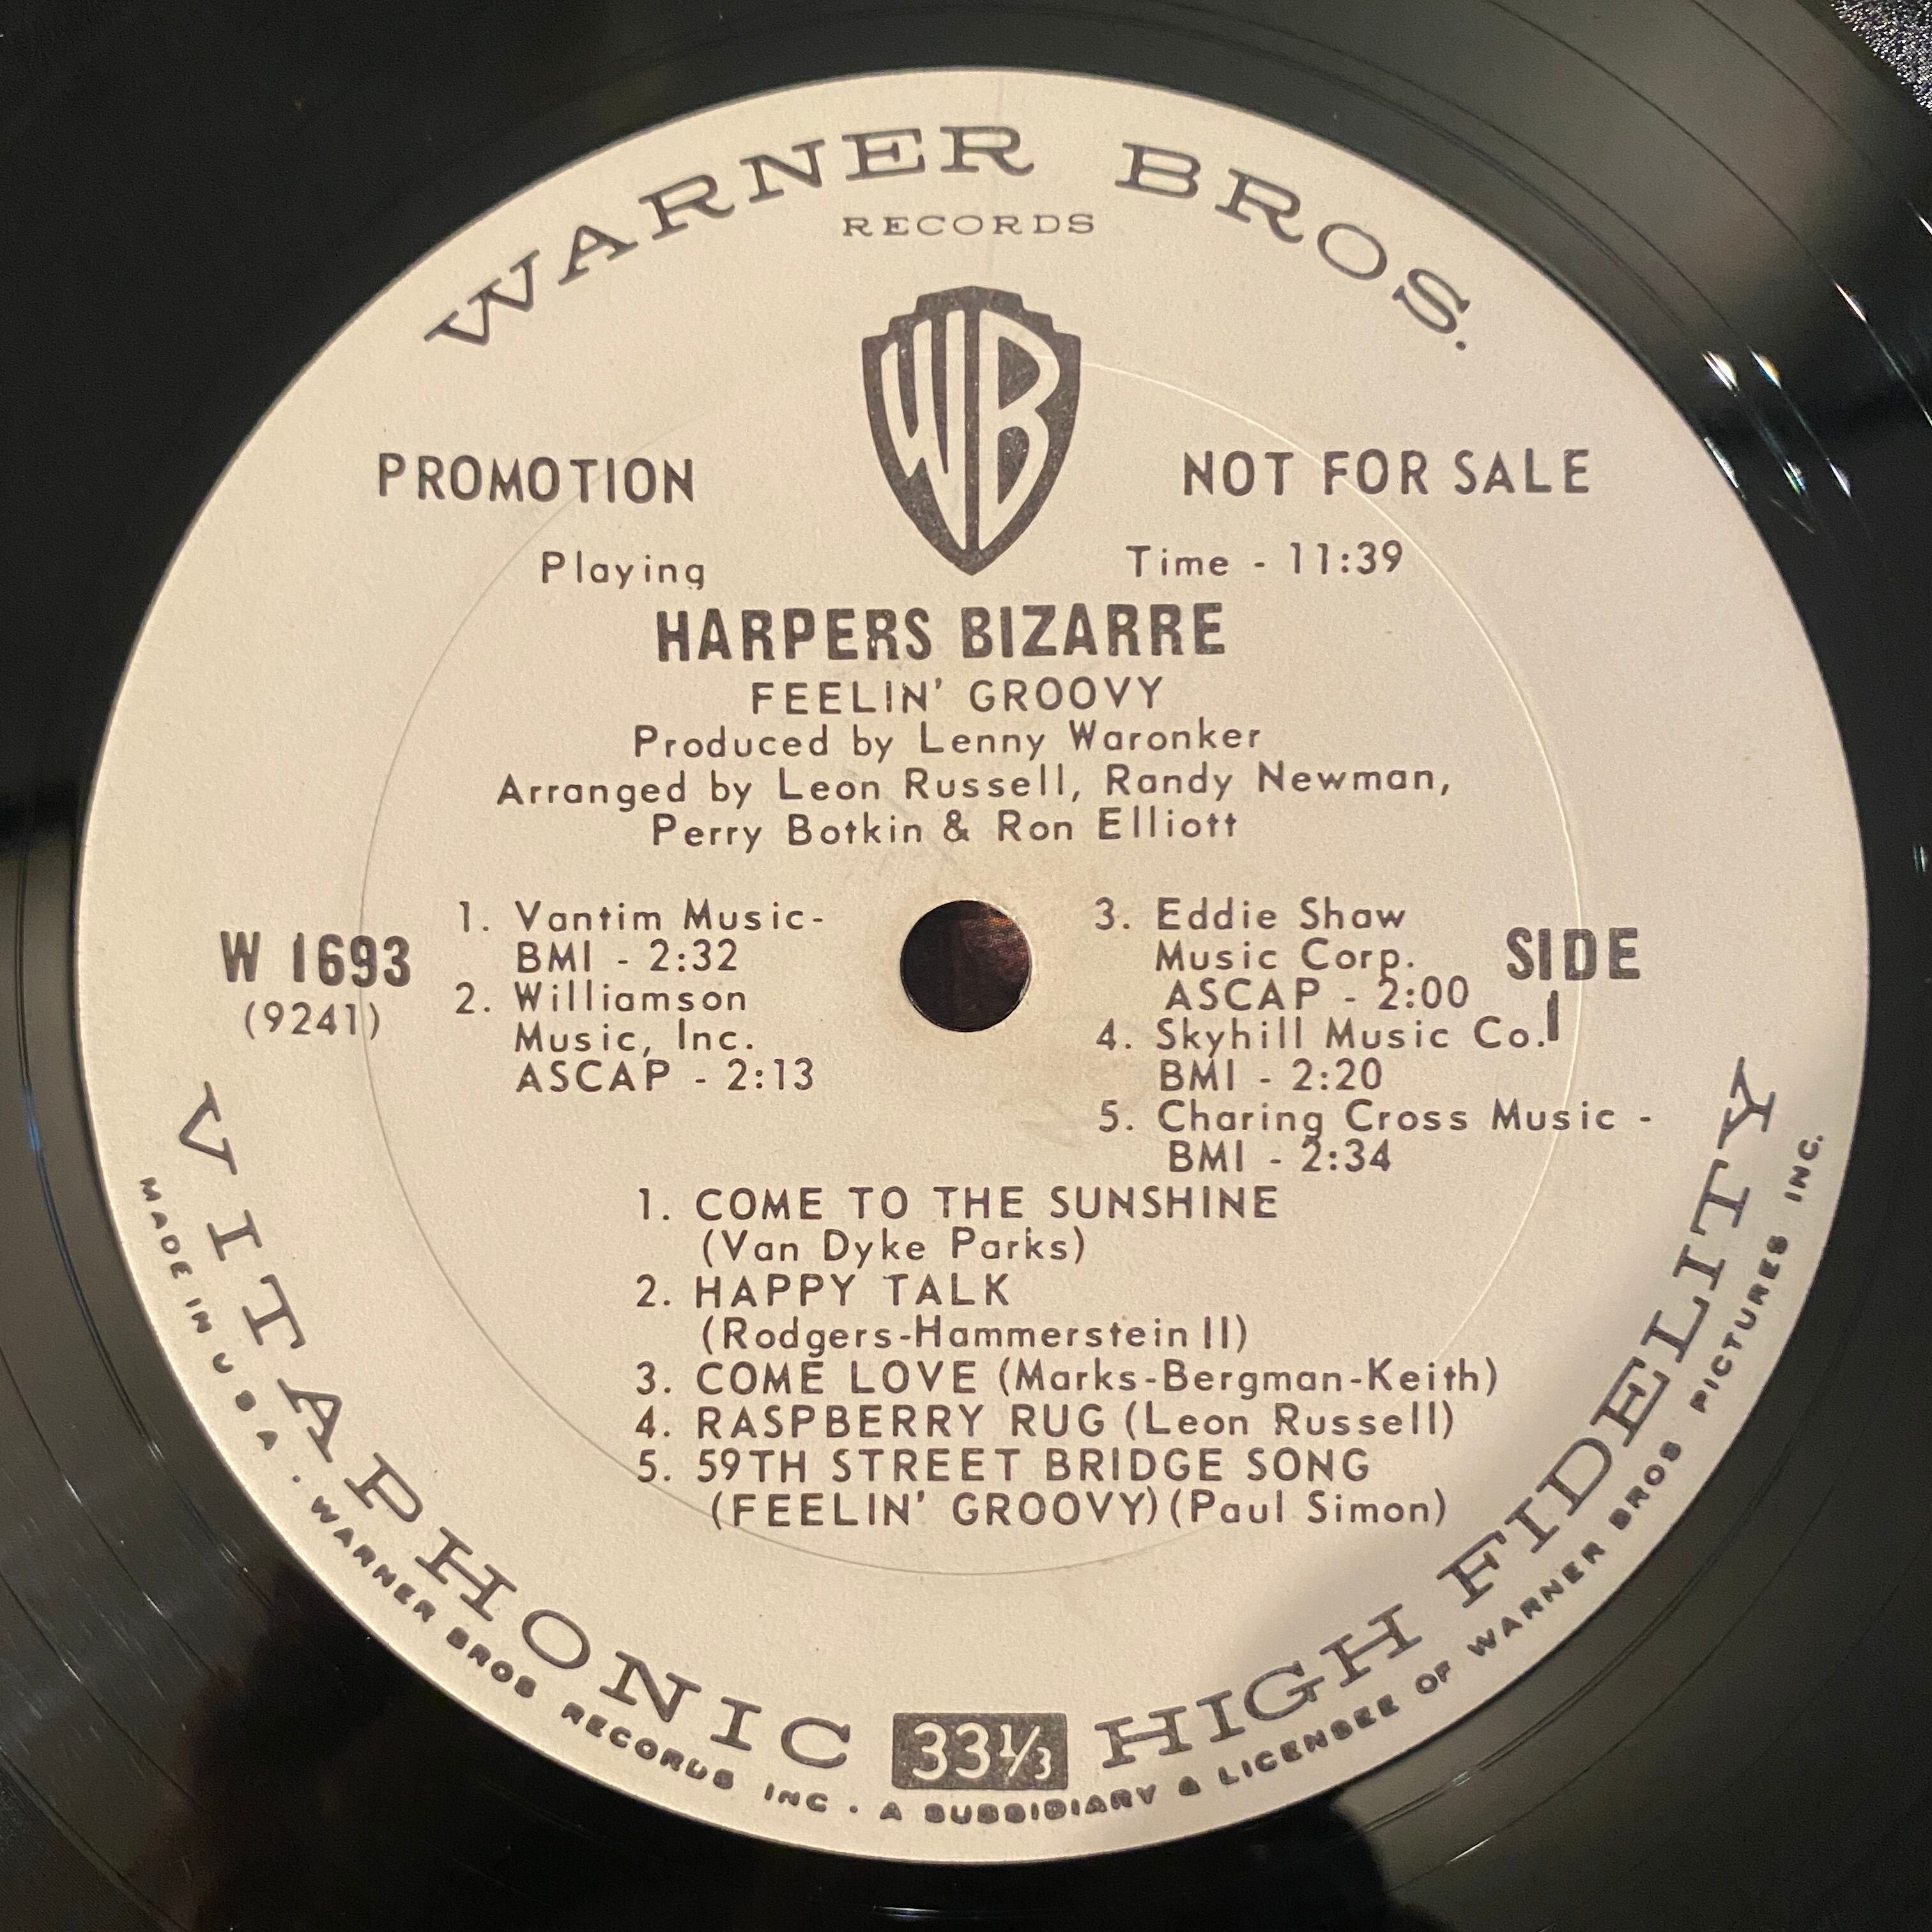 WARNER BROS.
RECORDS
WB
PROMOTION
NOT FOR SALE
Playing
Time - 11:39
HARPERS BIZARRE
FEELIN' GROOVY
Produced by Lenny Waronker
Arranged by Leon Russell, Randy Newman,
Perry Botkin & Ron Elliott
W 1693
(9241)
1. Vantim Music-
BMI - 2:32
2. Williamson
Music, Inc.
ASCAP - 2:13
3. Eddie Shaw
Music Corp.
ASCAP - 2:00
4. Skyhill Music Co.
BMI - 2:20
5. Charing Cross Music -
BMI - 2:34
SIDE
1
1. COME TO THE SUNSHINE
(Van Dyke Parks)
2. HAPPY TALK
(Rodgers-Hammerstein II)
3. COME LOVE (Marks-Bergman-Keith)
4. RASPBERRY RUG (Leon Russell)
5. 59TH STREET BRIDGE SONG
(FEELIN' GROOVY) (Paul Simon)
VITAPHONIC
33⅓
HIGH FIDELITY
MADE IN U S A . WARNER BROS RECORDS INC . A SUBSIDIARY & LICENSEE OF WARNER BROS PICTURES INC.